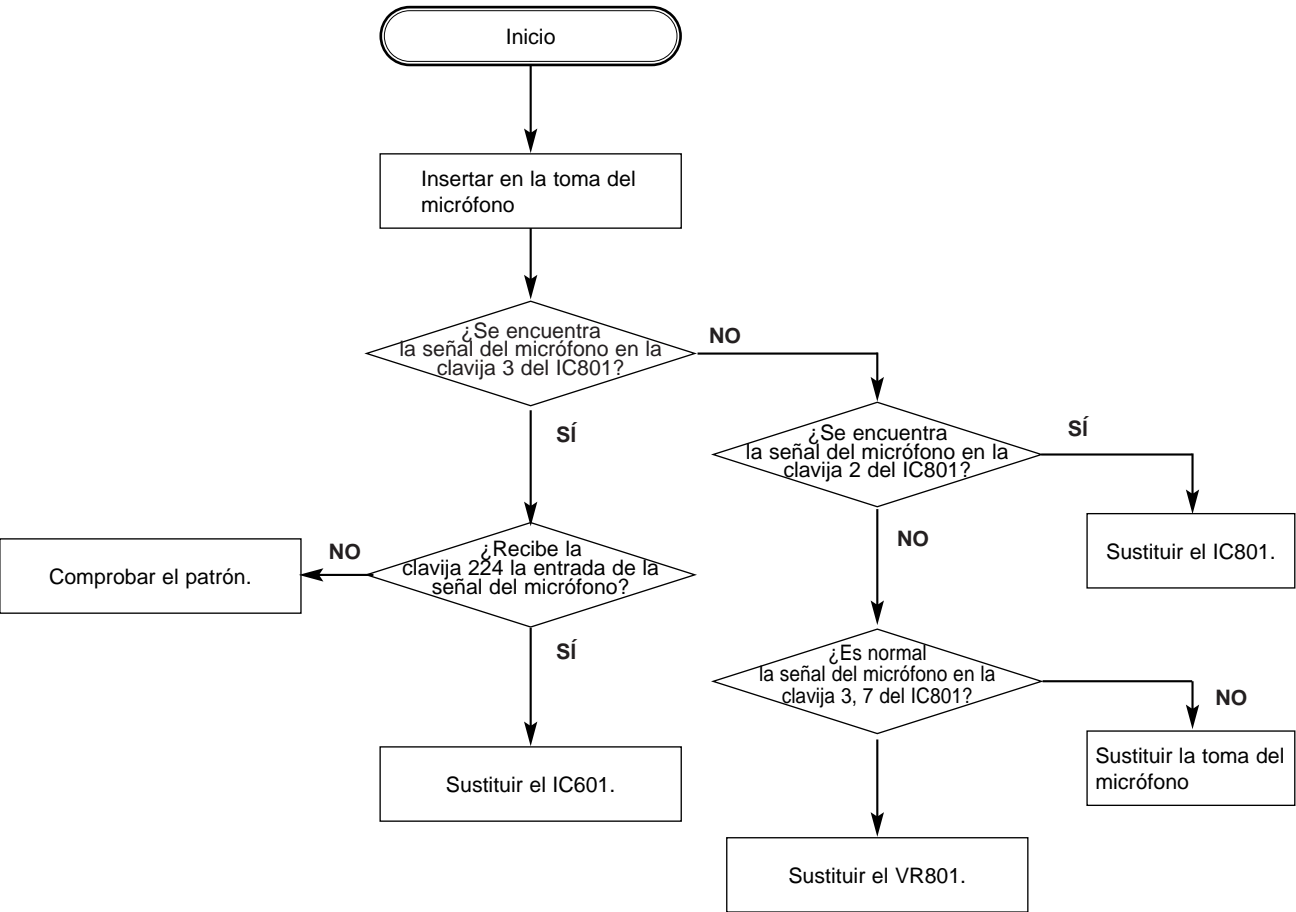 Inicio
Insertar en la toma del
micrófono
¿Se encuentra
la señal del micrófono en la
clavija 3 del IC801?
NO
SÍ
¿Se encuentra
la señal del micrófono en la
clavija 2 del IC801?
SÍ
Sustituir el IC801.
NO
¿Recibe la
clavija 224 la entrada de la
señal del micrófono?
NO
Comprobar el patrón.
SÍ
Sustituir el IC601.
¿Es normal
la señal del micrófono en la
clavija 3, 7 del IC801?
NO
Sustituir la toma del
micrófono
Sustituir el VR801.